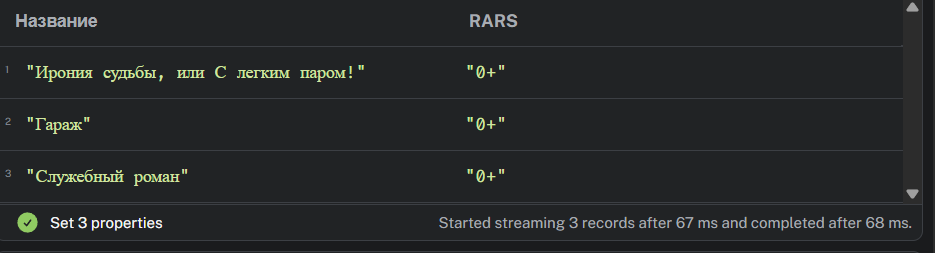 Название RARS
1 "Ирония судьбы, или С легким паром!" "0+"
2 "Гараж" "0+"
3 "Служебный роман" "0+"
Set 3 properties Started streaming 3 records after 67 ms and completed after 68 ms.